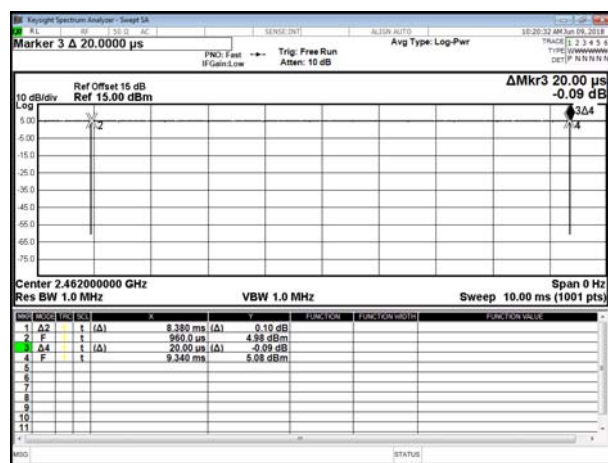 Keysight Spectrum Analyzer - Swept SA
RL RF 50 Ω AC SENSE:INT ALIGN AUTO 10:20:32 AM Jun 09, 2018
Marker 3 Δ 20.0000 µs
PNO: Fast
IFGain:Low
Trig: Free Run
Atten: 10 dB
Avg Type: Log-Pwr
TRACE 1 2 3 4 5 6
TYPE
DET P N N N N N
Ref Offset 15 dB
10 dB/div Ref 15.00 dBm
Log
ΔMkr3 20.00 µs
-0.09 dB
5.00
-5.00
-15.0
-25.0
-35.0
-45.0
-55.0
-65.0
-75.0
2
3Δ4
4
Center 2.462000000 GHz Span 0 Hz
Res BW 1.0 MHz VBW 1.0 MHz Sweep 10.00 ms (1001 pts)
MKR MODE TRC SCL X Y FUNCTION FUNCTION WIDTH FUNCTION VALUE
1 Δ2 t (Δ) 8.380 ms (Δ) 0.10 dB
2 F t 960.0 µs 4.98 dBm
3 Δ4 t (Δ) 20.00 µs (Δ) -0.09 dB
4 F t 9.340 ms 5.08 dBm
5
6
7
8
9
10
11
MSG STATUS